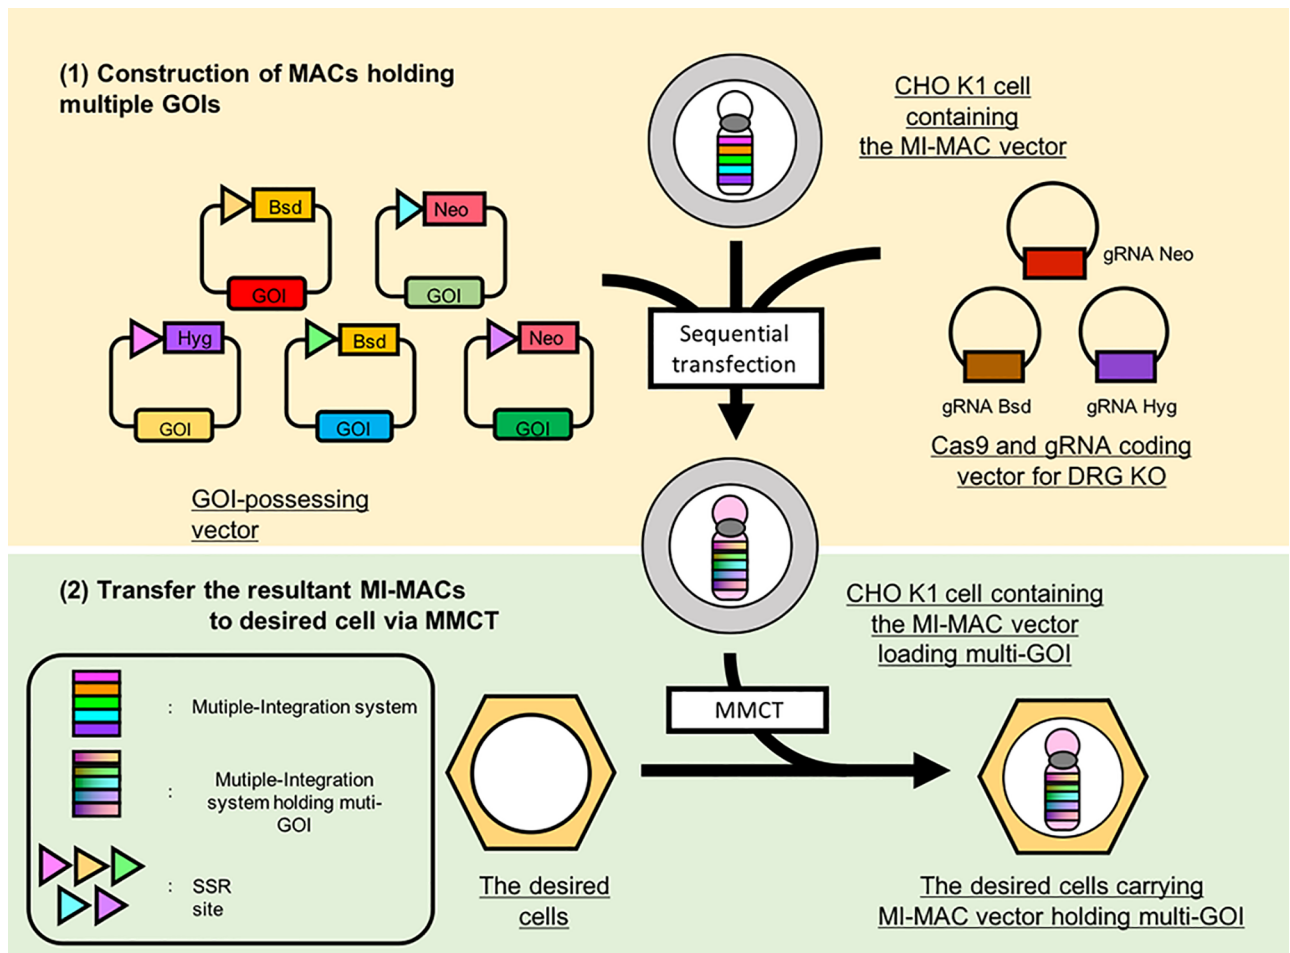 (1) Construction of MACs holding
multiple GOIs
CHO K1 cell
containing
the MI-MAC vector
Bsd
GOI
Neo
GOI
Hyg
GOI
Bsd
GOI
Neo
GOI
GOI-possessing
vector
Sequential
transfection
gRNA Neo
gRNA Bsd
gRNA Hyg
Cas9 and gRNA coding
vector for DRG KO
(2) Transfer the resultant MI-MACs
to desired cell via MMCT
CHO K1 cell containing
the MI-MAC vector
loading multi-GOI
: Mutiple-Integration system
: Mutiple-Integration
system holding muti-
GOI
: SSR
site
MMCT
The desired
cells
The desired cells carrying
MI-MAC vector holding multi-GOI